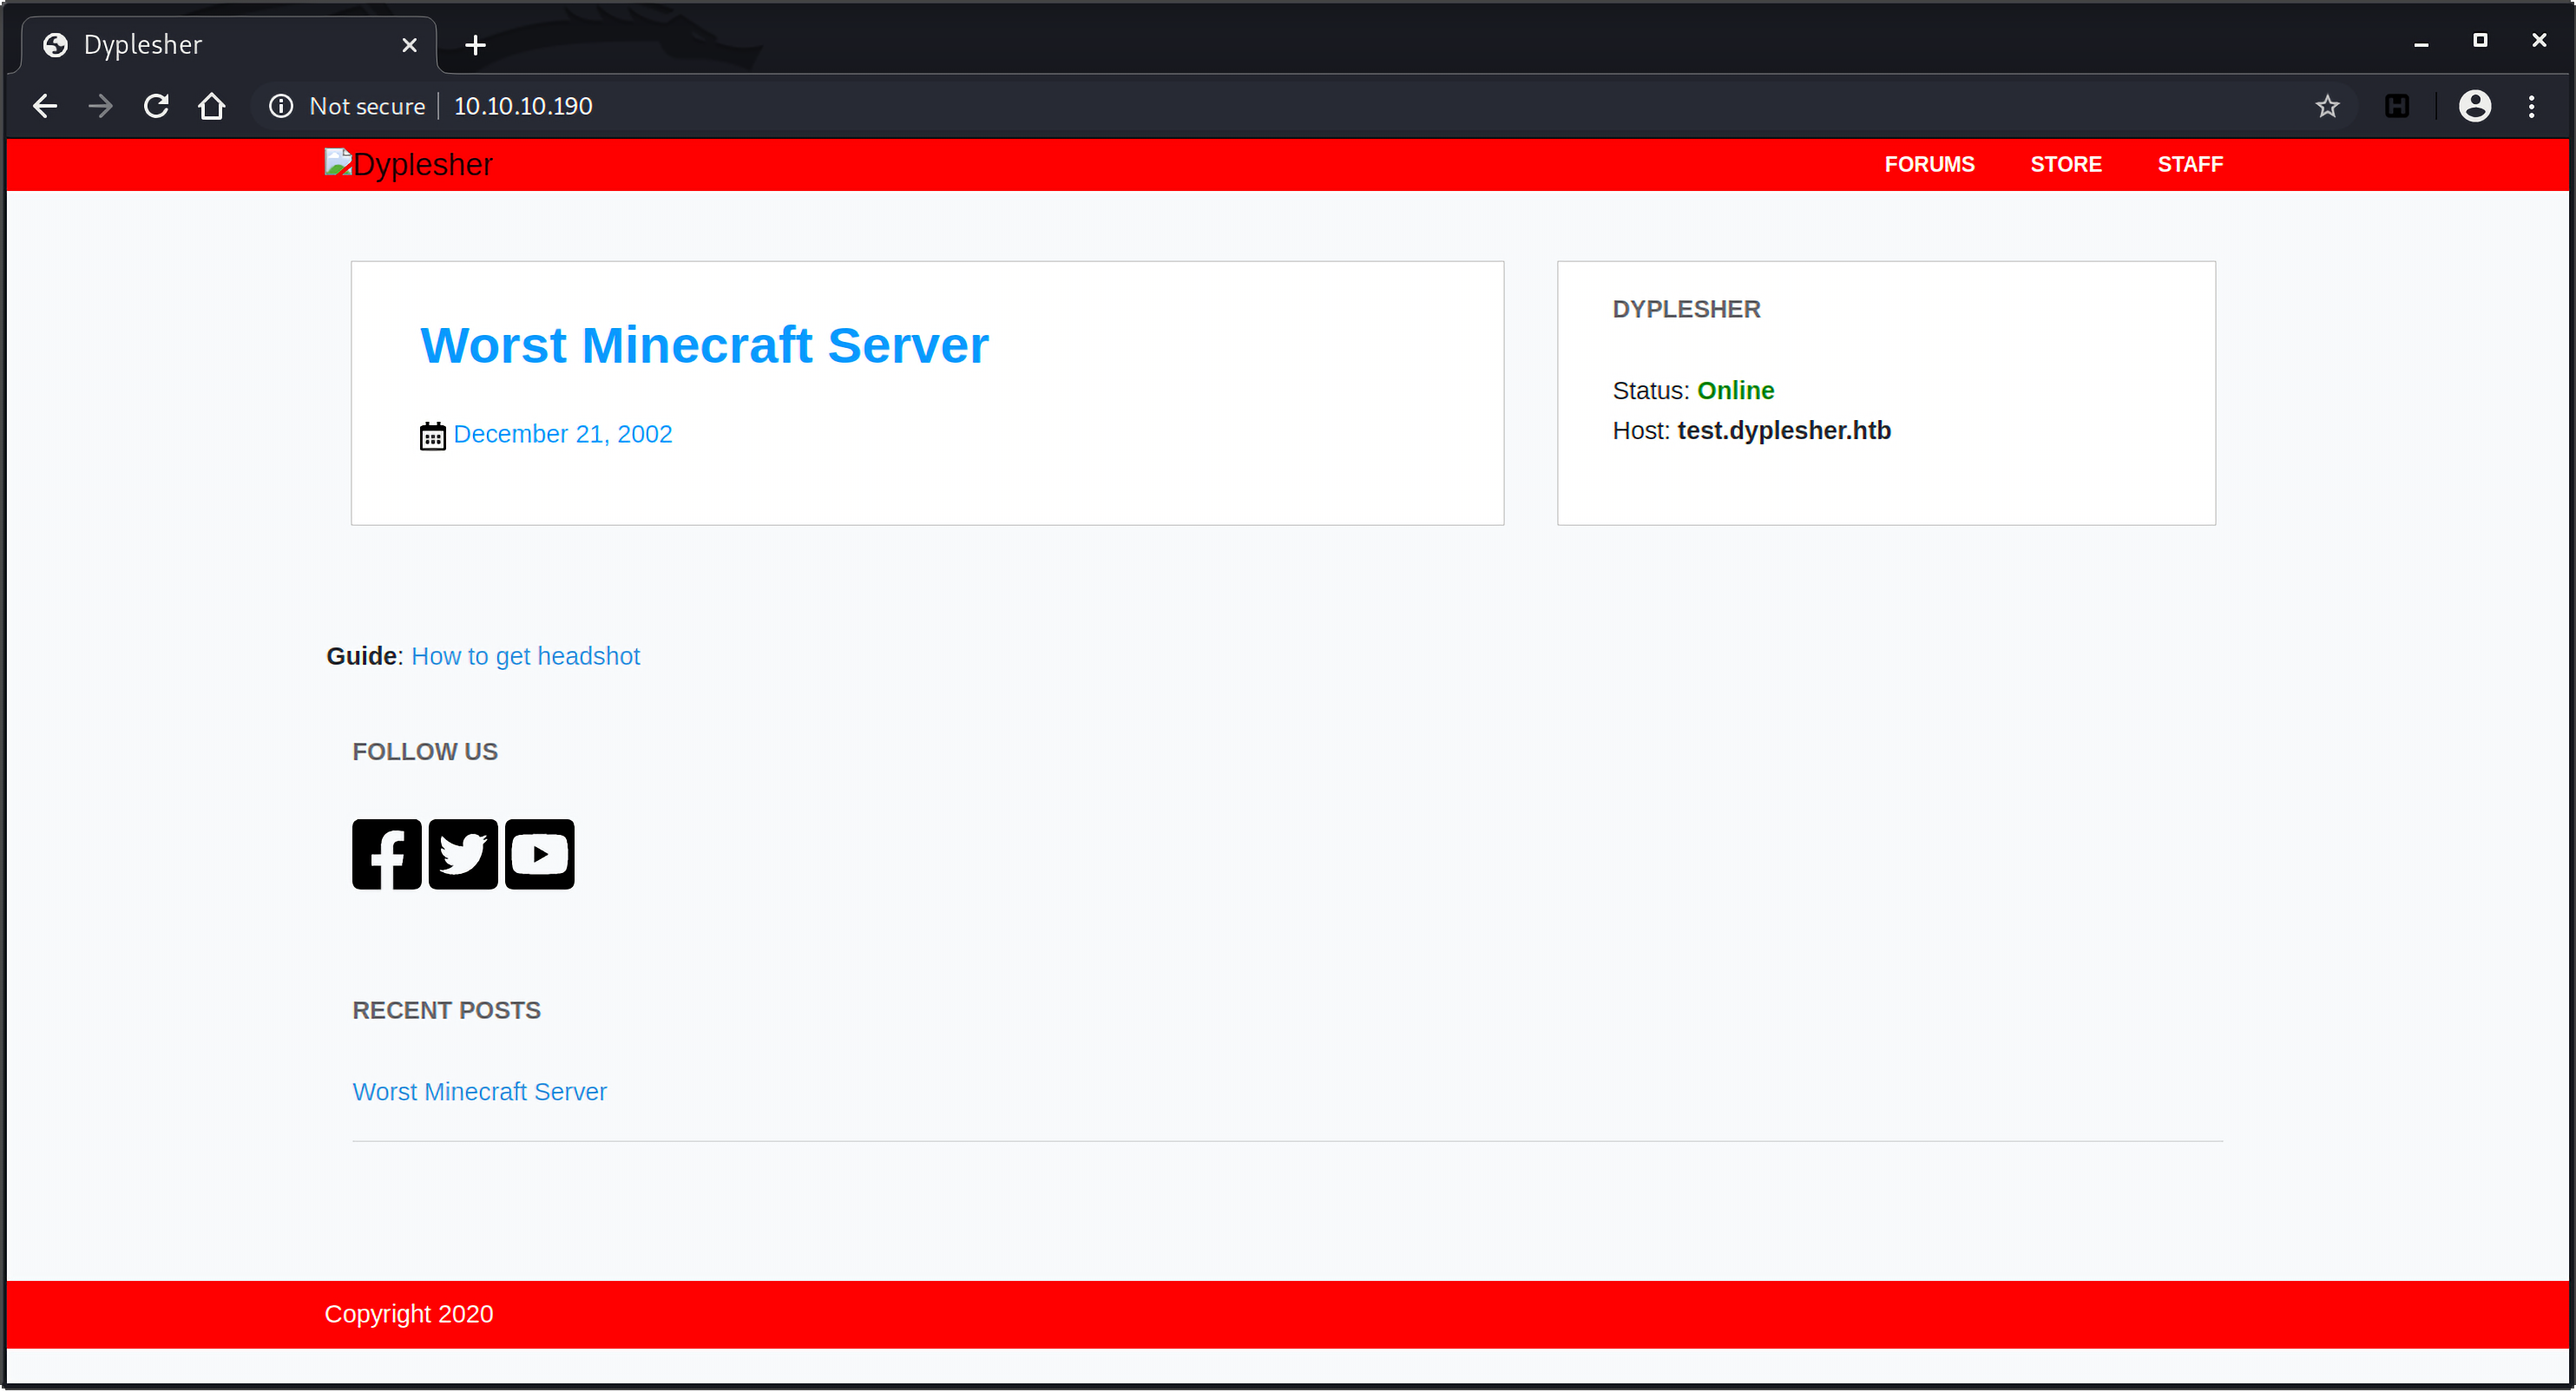 Dyplesher
Not secure 10.10.10.190
Dyplesher FORUMS STORE STAFF
Worst Minecraft Server
December 21, 2002
DYPLESHER
Status: Online
Host: test.dyplesher.htb
Guide: How to get headshot
FOLLOW US
RECENT POSTS
Worst Minecraft Server
Copyright 2020